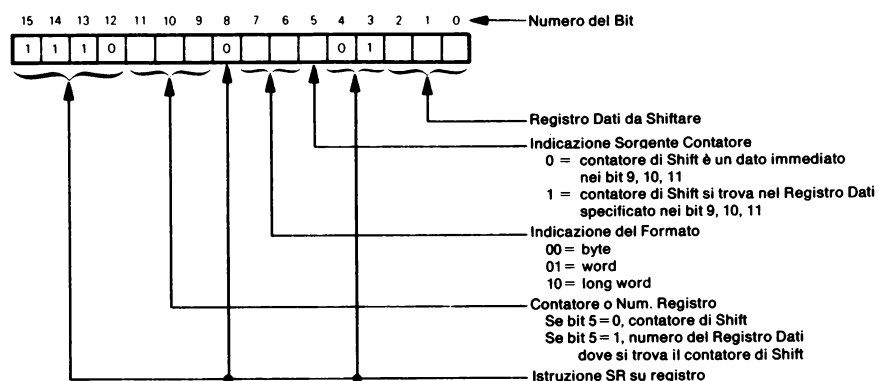 15 14 13 12 11 10 9 8 7 6 5 4 3 2 1 0 Numero del Bit
1 1 1 0 0 0 1
Registro Dati da Shiftare
Indicazione Sorgente Contatore
0 = contatore di Shift è un dato immediato
nei bit 9, 10, 11
1 = contatore di Shift si trova nel Registro Dati
specificato nei bit 9, 10, 11
Indicazione del Formato
00 = byte
01 = word
10 = long word
Contatore o Num. Registro
Se bit 5 = 0, contatore di Shift
Se bit 5 = 1, numero del Registro Dati
dove si trova il contatore di Shift
Istruzione SR su registro